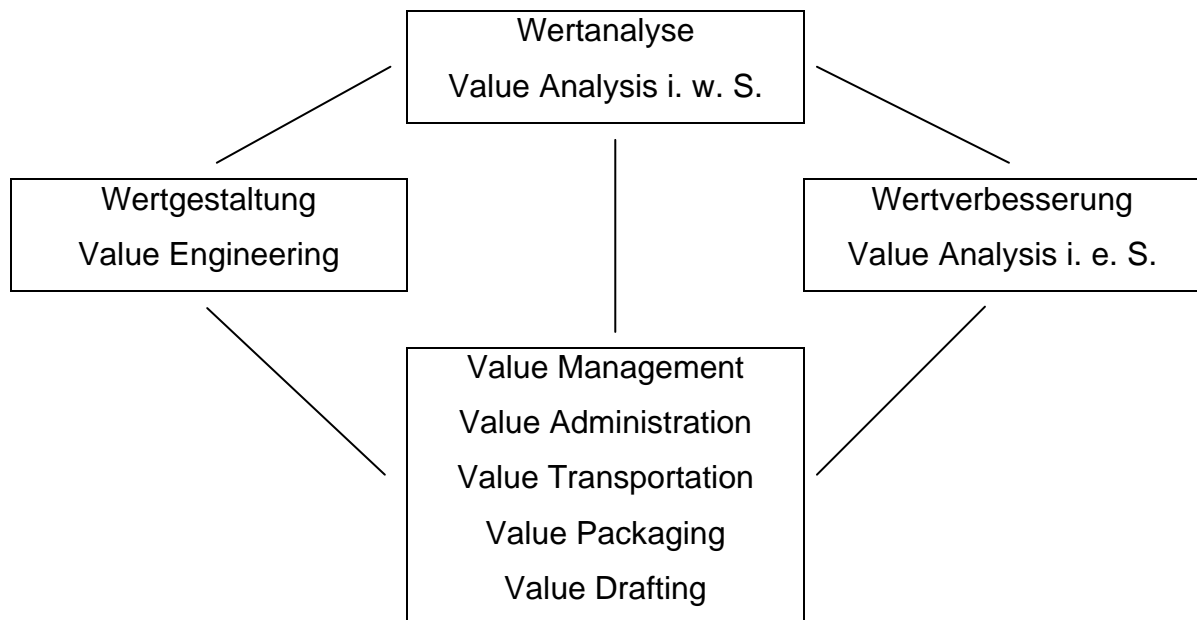 Wertanalyse
Value Analysis i. w. S.
Wertgestaltung
Value Engineering
Wertverbesserung
Value Analysis i. e. S.
Value Management
Value Administration
Value Transportation
Value Packaging
Value Drafting